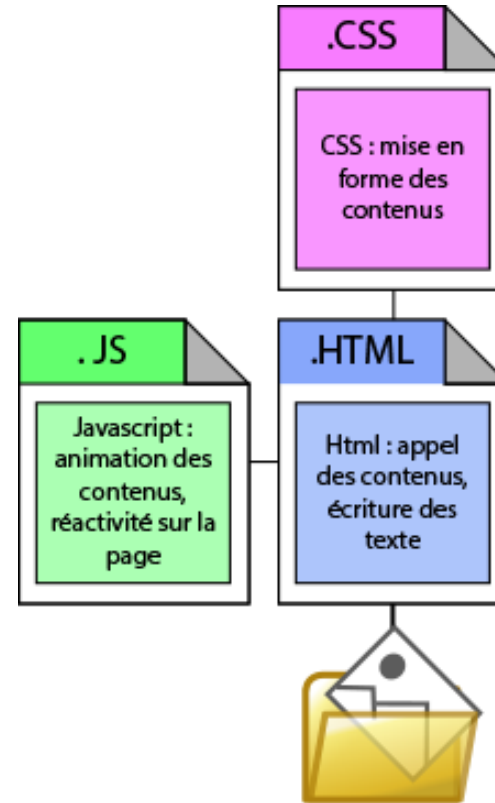 .CSS
CSS : mise en
forme des
contenus
. JS
Javascript :
animation des
contenus,
réactivité sur la
page
.HTML
Html : appel
des contenus,
écriture des
texte